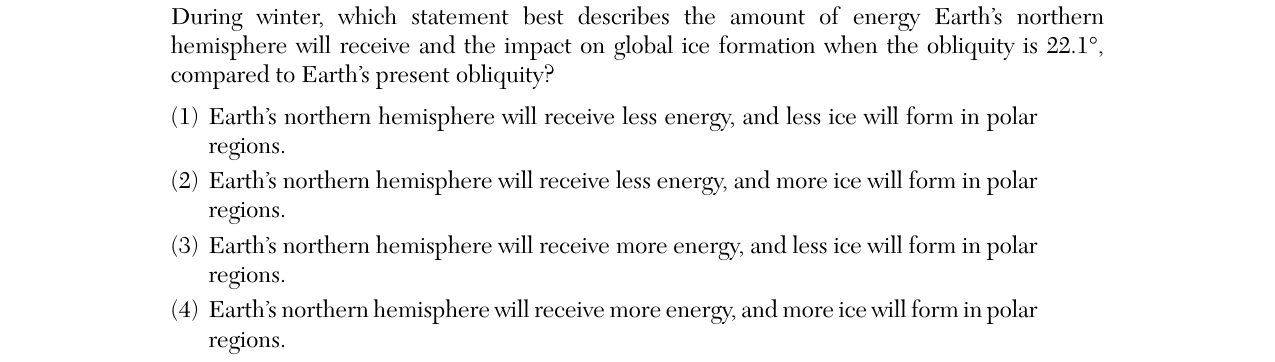 During winter, which statement best describes the amount of energy Earth’s northern
hemisphere will receive and the impact on global ice formation when the obliquity is 22.1°,
compared to Earth’s present obliquity?
(1) Earth’s northern hemisphere will receive less energy, and less ice will form in polar
regions.
(2) Earth’s northern hemisphere will receive less energy, and more ice will form in polar
regions.
(3) Earth’s northern hemisphere will receive more energy, and less ice will form in polar
regions.
(4) Earth’s northern hemisphere will receive more energy, and more ice will form in polar
regions.